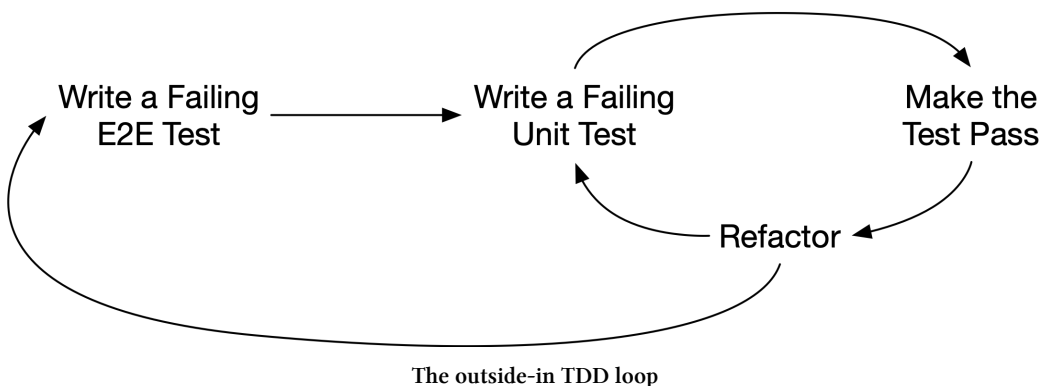 Write a Failing
E2E Test
Write a Failing
Unit Test
Make the
Test Pass
Refactor
The outside-in TDD loop